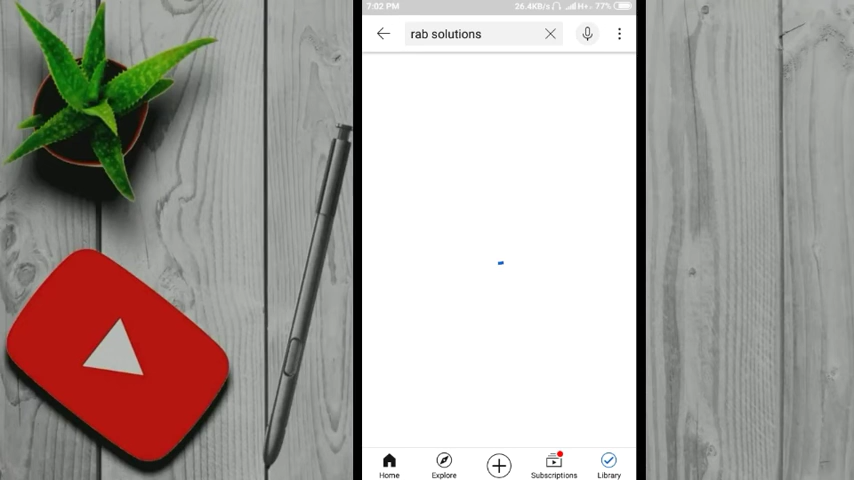 7:02 PM 26.4KB/s H+ 77%
rab solutions
Home Explore Subscriptions Library